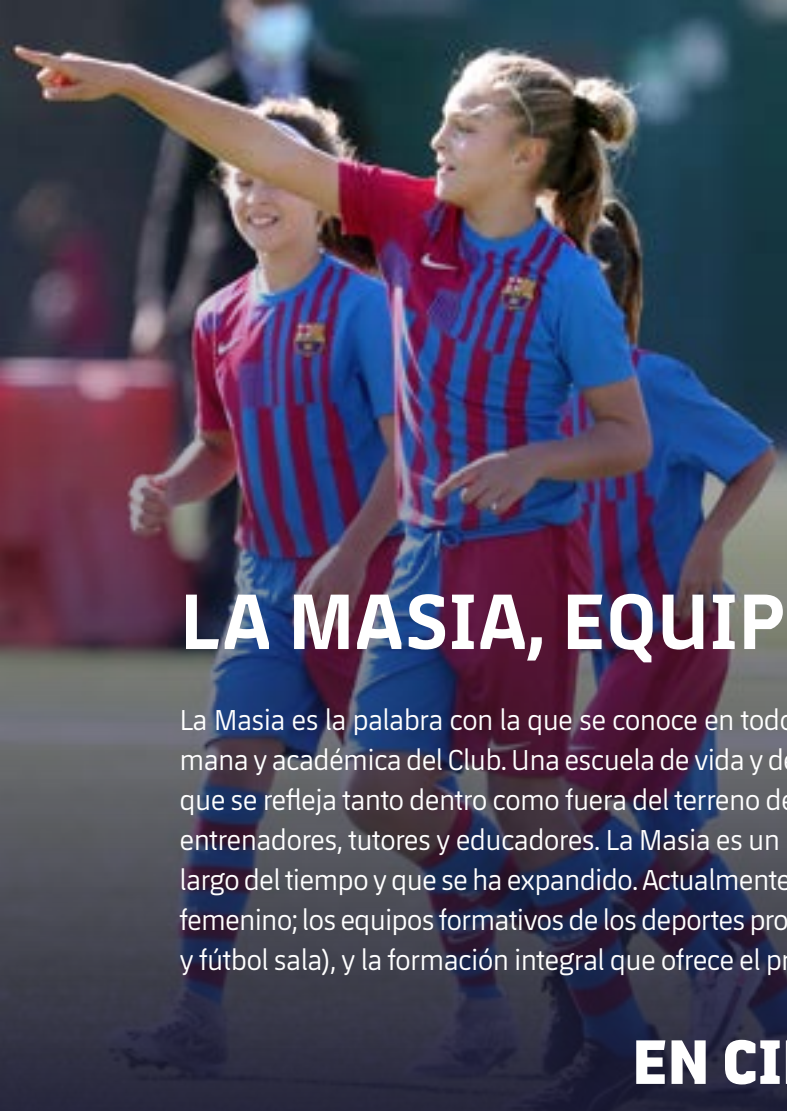 LA MASIA, EQUIP
La Masia es la palabra con la que se conoce en todo
mana y académica del Club. Una escuela de vida y de
que se refleja tanto dentro como fuera del terreno de
entrenadores, tutores y educadores. La Masia es un
largo del tiempo y que se ha expandido. Actualmente
femenino; los equipos formativos de los deportes pro
y fútbol sala), y la formación integral que ofrece el pr
EN CI